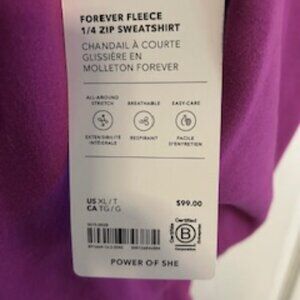 FOREVER FLEECE
1/4 ZIP SWEATSHIRT
CHANDAIL À COURTE
GLISSIÈRE EN
MOLLETON FOREVER
ALL-AROUND STRETCH
BREATHABLE
EASY-CARE
EXTENSIBILITÉ INTÉGRALE
RESPIRANT
FACILE D'ENTRETIEN
US XL / T
CA TG / G
$99.00
Certified
B
Corporation
POWER OF SHE